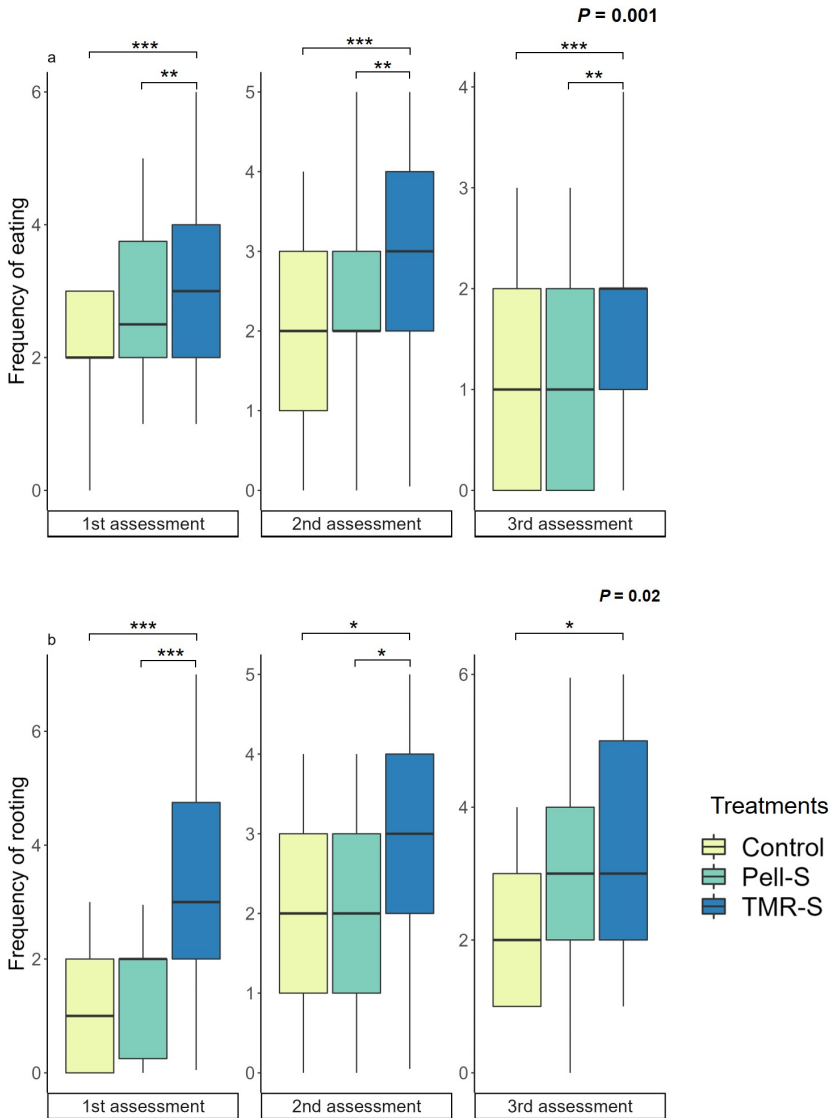 P = 0.001
*** *** ***
a
** ** **
Frequency of eating
6
4
2
0
5
4
3
2
1
0
4
3
2
1
0
1st assessment 2nd assessment 3rd assessment
P = 0.02
b
*** * *
*** *
Frequency of rooting
6
4
2
0
5
4
3
2
1
0
6
4
2
0
Treatments
Control
Pell-S
TMR-S
1st assessment 2nd assessment 3rd assessment